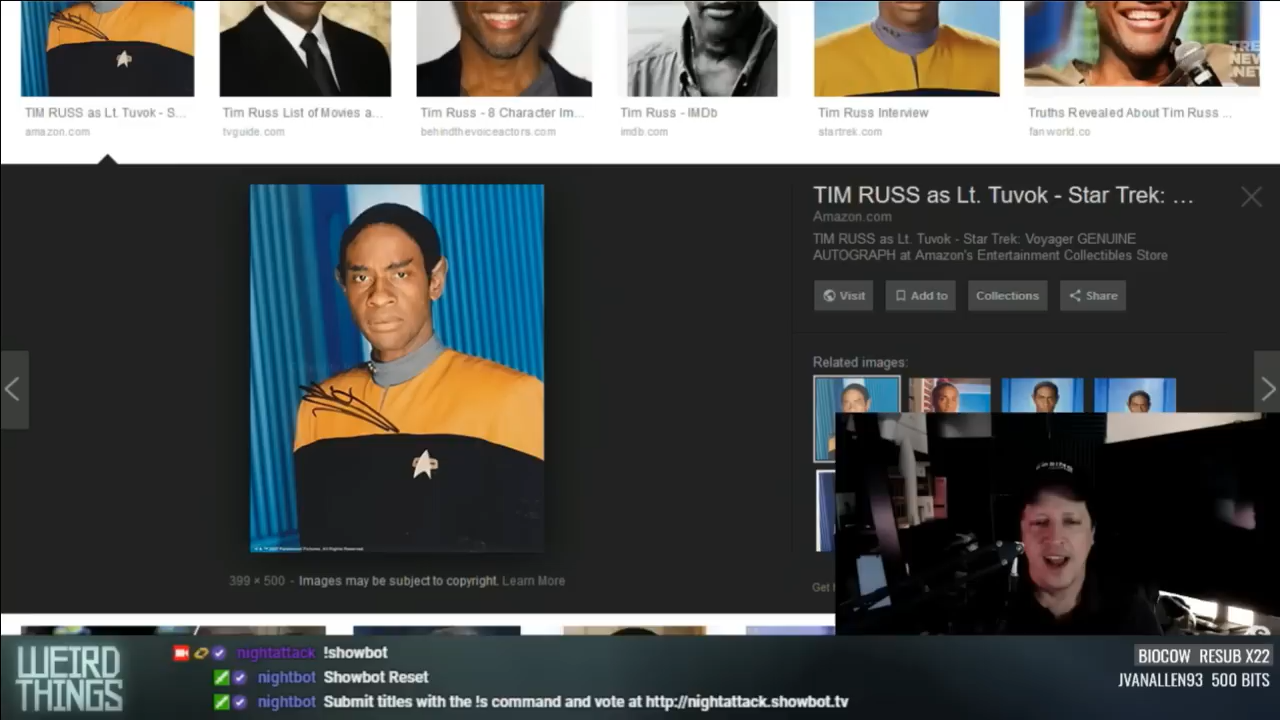 TREK
NEWS
.NET
TIM RUSS as Lt. Tuvok - S...
Tim Russ List of Movies a...
Tim Russ - 8 Character Im...
Tim Russ - IMDb
Tim Russ Interview
Truths Revealed About Tim Russ ...
amazon.com
tvguide.com
behindthevoiceactors.com
imdb.com
startrek.com
fanworld.co
TIM RUSS as Lt. Tuvok - Star Trek: ...
Amazon.com
TIM RUSS as Lt. Tuvok - Star Trek: Voyager GENUINE
AUTOGRAPH at Amazon's Entertainment Collectibles Store
Visit
Add to
Collections
Share
Related images:
399 × 500 - Images may be subject to copyright. Learn More
Get
WEIRD
THINGS
nightattack !showbot
nightbot Showbot Reset
nightbot Submit titles with the !s command and vote at http://nightattack.showbot.tv
BIOCOW RESUB X22
JVANALLEN93 500 BITS